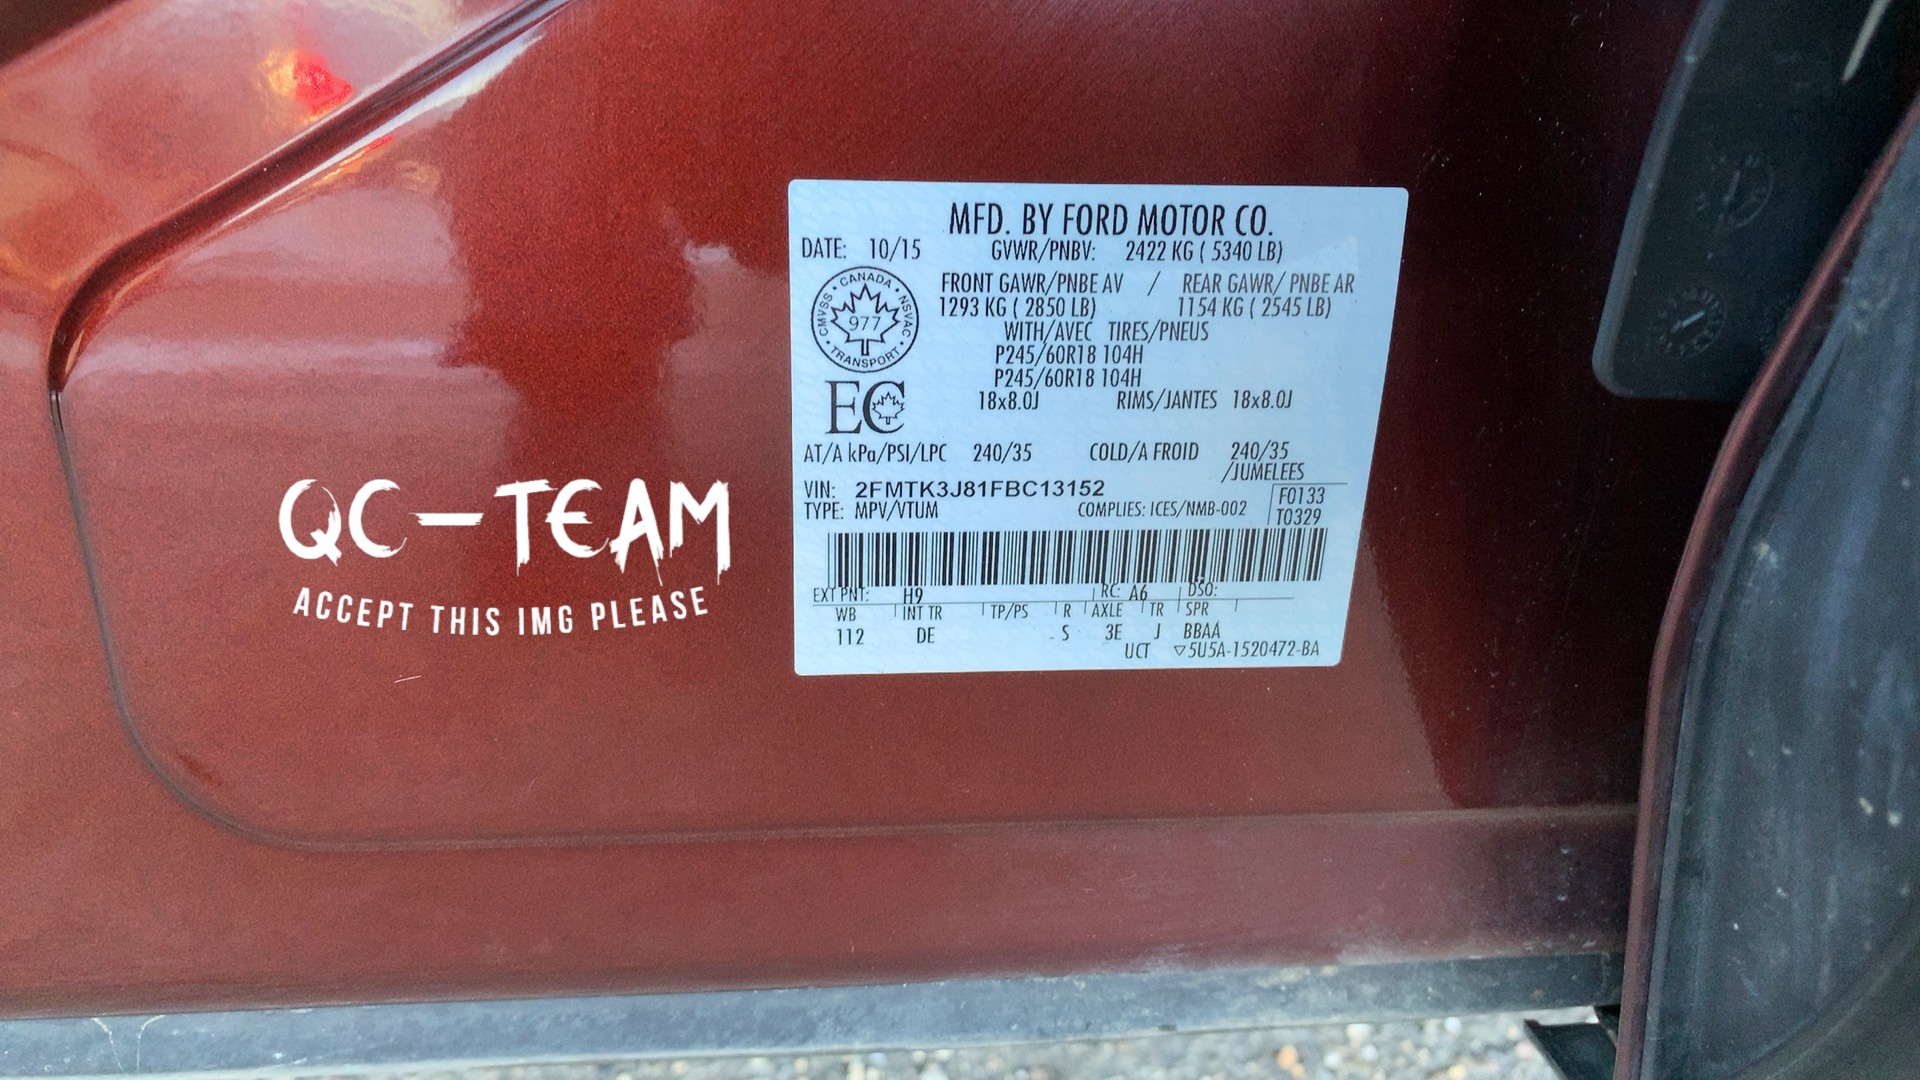 MFD. BY FORD MOTOR CO.
DATE: 10/15 GVWR/PNBV: 2422 KG ( 5340 LB)
FRONT GAWR/PNBE AV / REAR GAWR/ PNBE AR
1293 KG ( 2850 LB) 1154 KG ( 2545 LB)
WITH/AVEC TIRES/PNEUS
P245/60R18 104H
P245/60R18 104H
18x8.0J RIMS/JANTES 18x8.0J
CANADA
CMVSS NSVAC
977
TRANSPORT
EC
AT/A kPa/PSI/LPC 240/35 COLD/A FROID 240/35
/JUMELEES
VIN: 2FMTK3J81FBC13152
TYPE: MPV/VTUM COMPLIES: ICES/NMB-002
F0133
T0329
EXT PNT: H9 RC: A6 DSO:
WB INT TR TP/PS R AXLE TR SPR
112 DE S 3E J BBAA
UCT ▽5U5A-1520472-BA
QC-TEAM
ACCEPT THIS IMG PLEASE